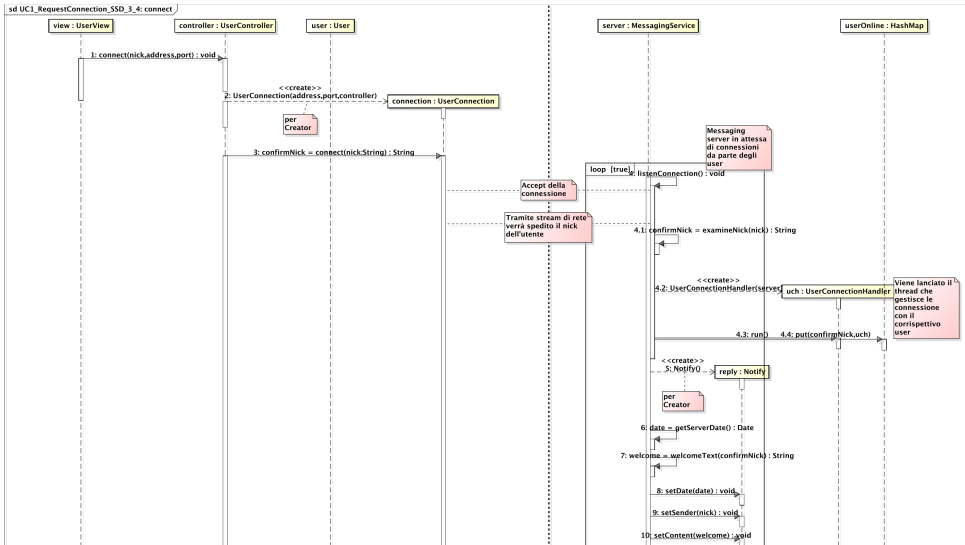 sd UC1_RequestConnection_SSD_3_4: connect
view : UserView
controller : UserController
user : User
server : MessagingService
userOnline : HashMap
1: connect(nick,address,port) : void
<<create>>
2: UserConnection(address,port,controller)
connection : UserConnection
per
Creator
Messaging
server in attessa
di connessioni
da parte degli
user
3: confirmNick = connect(nick:String) : String
loop [true]
4: listenConnection() : void
Accept della
connessione
Tramite stream di rete
verrà spedito il nick
dell'utente
4.1: confirmNick = examineNick(nick) : String
<<create>>
4.2: UserConnectionHandler(server,
uch : UserConnectionHandler
Viene lanciato il
thread che
gestisce le
connessione
con il
corrispettivo
user
4.3: run()
4.4: put(confirmNick,uch)
<<create>>
5: Notify()
reply : Notify
per
Creator
6: date = getServerDate() : Date
7: welcome = welcomeText(confirmNick) : String
8: setDate(date) : void
9: setSender(nick) : void
10: setContent(welcome) : void